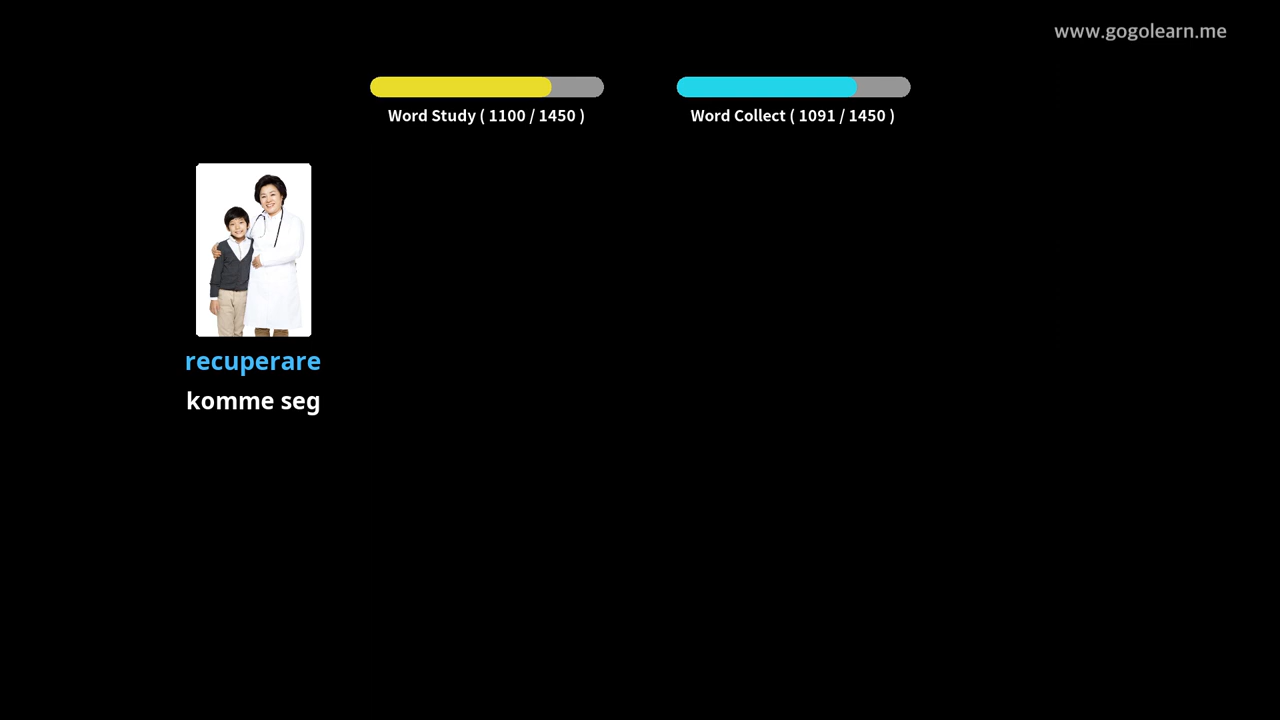 www.gogolearn.me
Word Study ( 1100 / 1450 )
Word Collect ( 1091 / 1450 )
recuperare
komme seg